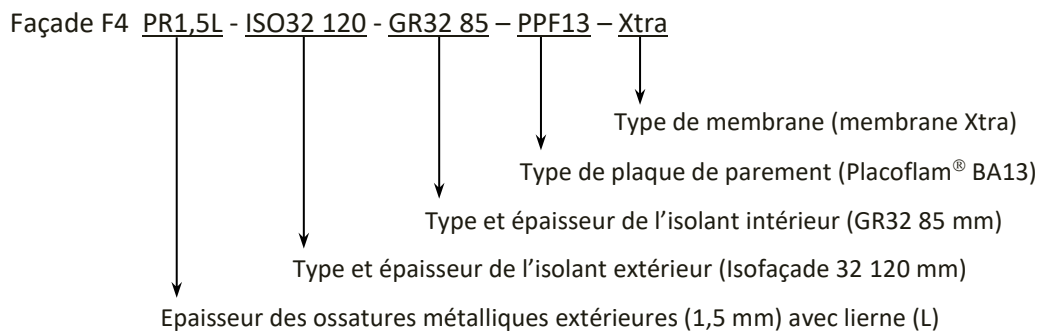 Façade F4 PR1,5L - ISO32 120 - GR32 85 – PPF13 – Xtra
Type de membrane (membrane Xtra)
Type de plaque de parement (Placoflam® BA13)
Type et épaisseur de l’isolant intérieur (GR32 85 mm)
Type et épaisseur de l’isolant extérieur (Isofaçade 32 120 mm)
Epaisseur des ossatures métalliques extérieures (1,5 mm) avec lierne (L)